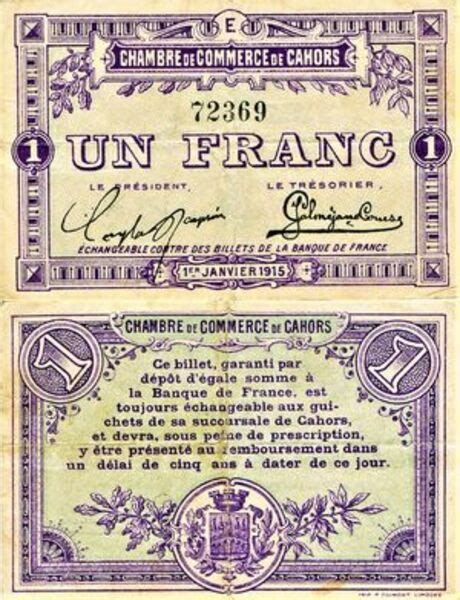 E
CHAMBRE DE COMMERCE DE CAHORS
72369
1 UN FRANC 1
LE PRÉSIDENT, LE TRÉSORIER,
ÉCHANGEABLE CONTRE DES BILLETS DE LA BANQUE DE FRANCE
1ER JANVIER 1915
CHAMBRE DE COMMERCE DE CAHORS
1 1
Ce billet, garanti par
dépôt d'égale somme à
la Banque de France, est
toujours échangeable aux gui-
chets de sa succursale de Cahors,
et devra, sous peine de prescription,
y être présenté au remboursement dans
un délai de cinq ans à dater de ce jour.